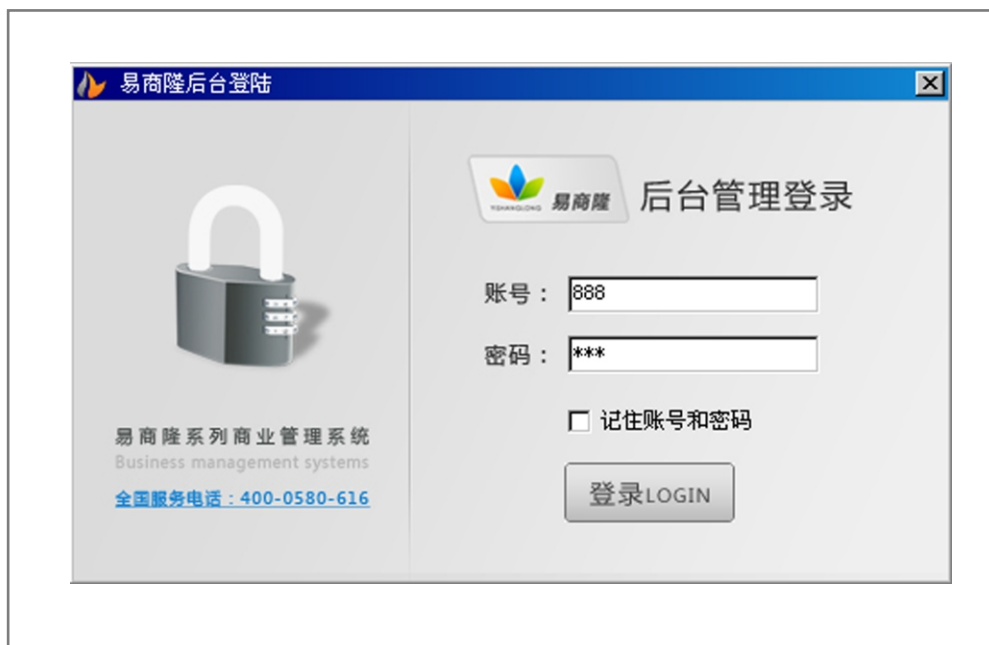 易商隆后台登陆
易商隆
后台管理登录
账号：
888
密码：
***
记住账号和密码
登录LOGIN
易商隆系列商业管理系统
Business management systems
全国服务电话：400-0580-616